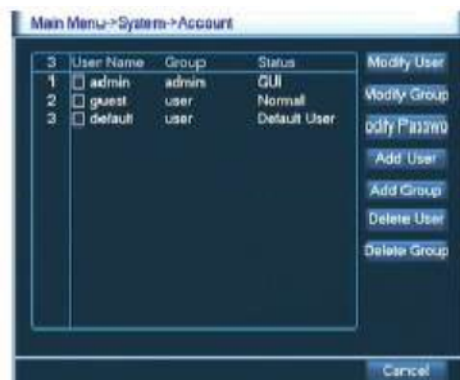 Main Menu->System->Account
3 User Name Group Status
1 admin admin GUI
2 guest user Normal
3 default user Default User
Modify User
Modify Group
odify Passwo
Add User
Add Group
Delete User
Delete Group
Cancel